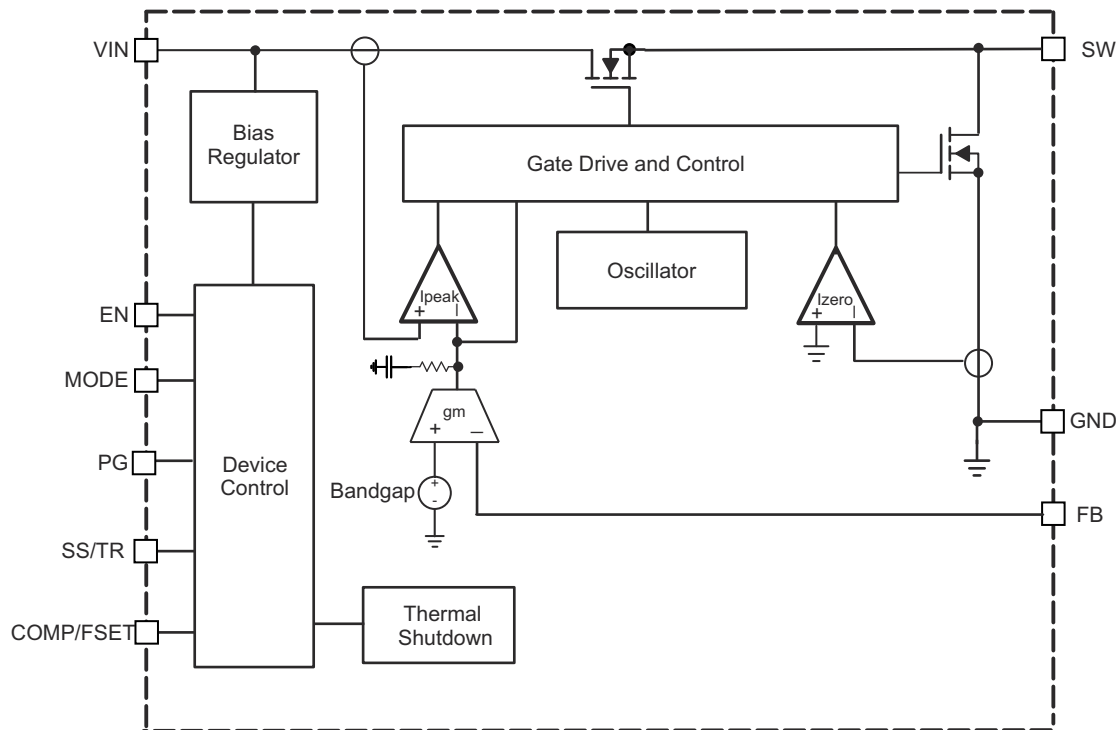 VIN
SW
Bias
Regulator
Gate Drive and Control
Oscillator
Ipeak
+ –
Izero
+ –
EN
MODE
gm
+ –
GND
PG
Device
Control
Bandgap
+
-
FB
SS/TR
COMP/FSET
Thermal
Shutdown